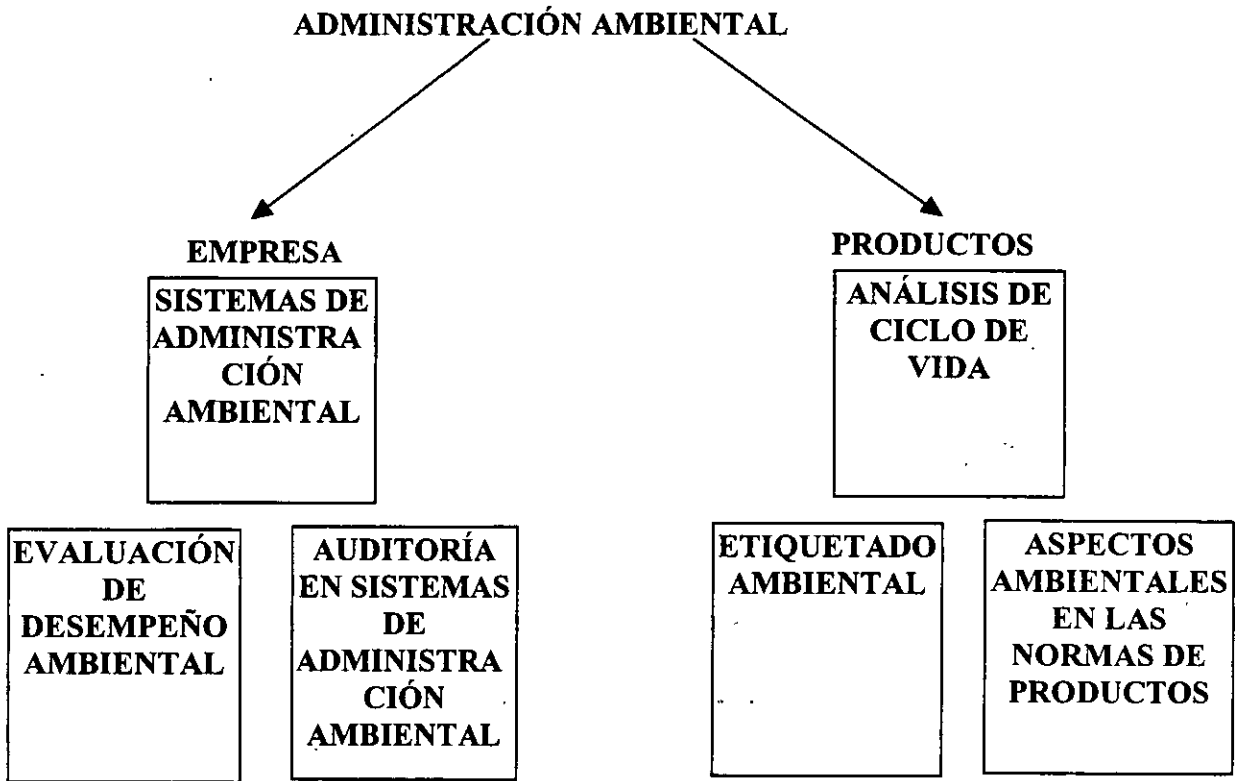 ADMINISTRACIÓN AMBIENTAL
EMPRESA
SISTEMAS DE
ADMINISTRA
CIÓN
AMBIENTAL
EVALUACIÓN
DE
DESEMPEÑO
AMBIENTAL
AUDITORÍA
EN SISTEMAS
DE
ADMINISTRA
CIÓN
AMBIENTAL
PRODUCTOS
ANÁLISIS DE
CICLO DE
VIDA
ETIQUETADO
AMBIENTAL
ASPECTOS
AMBIENTALES
EN LAS
NORMAS DE
PRODUCTOS